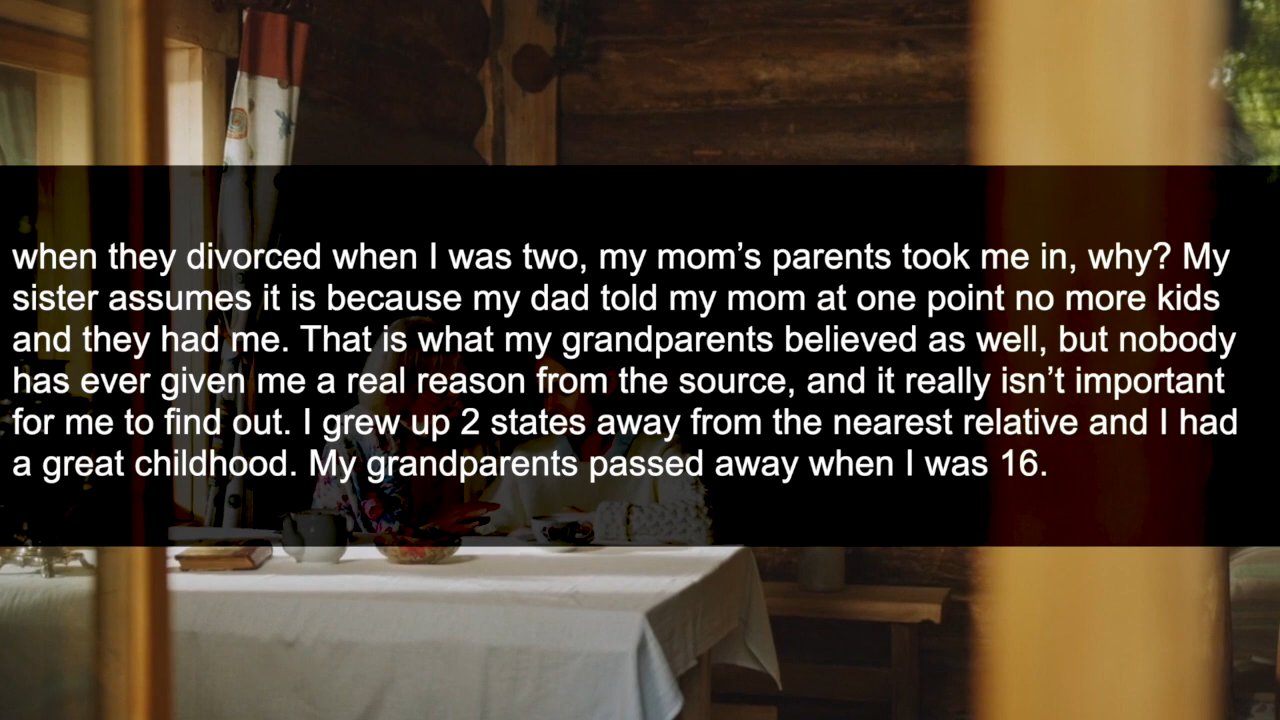 when they divorced when I was two, my mom’s parents took me in, why? My
sister assumes it is because my dad told my mom at one point no more kids
and they had me. That is what my grandparents believed as well, but nobody
has ever given me a real reason from the source, and it really isn’t important
for me to find out. I grew up 2 states away from the nearest relative and I had
a great childhood. My grandparents passed away when I was 16.